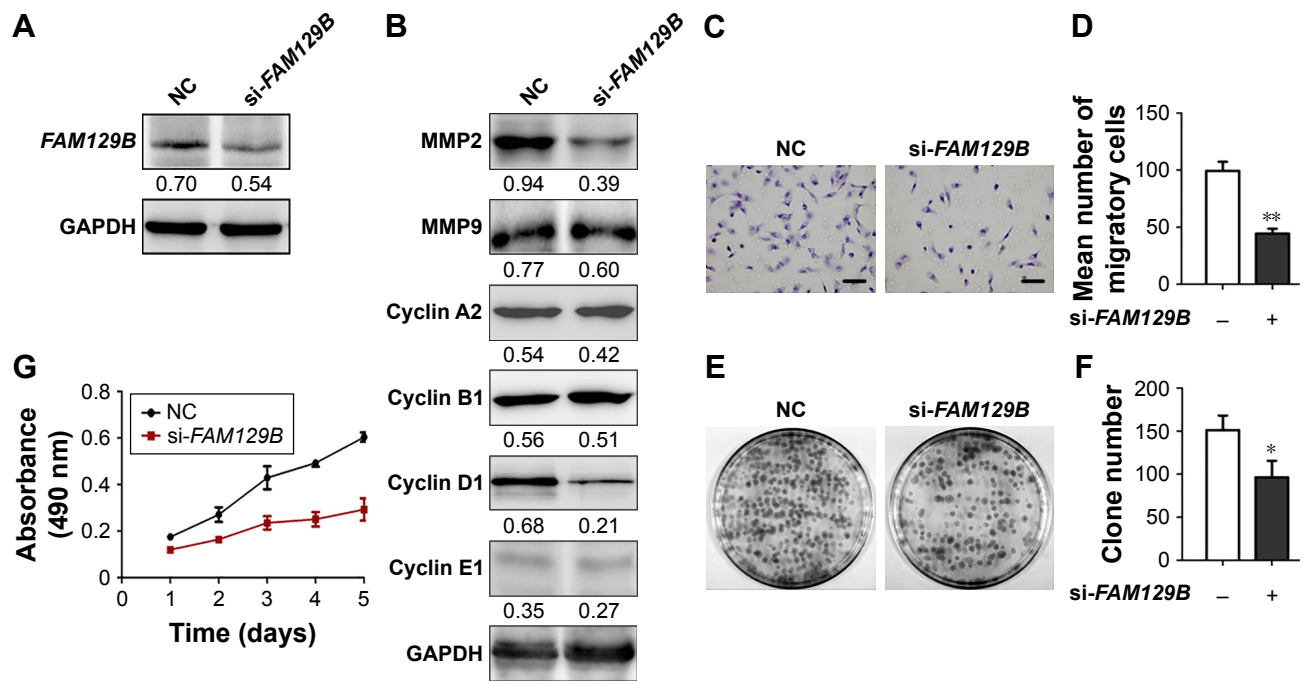 A
NC
si-FAM129B
FAM129B
0.70 0.54
GAPDH
B
NC
si-FAM129B
MMP2
0.94 0.39
MMP9
0.77 0.60
Cyclin A2
0.54 0.42
Cyclin B1
0.56 0.51
Cyclin D1
0.68 0.21
Cyclin E1
0.35 0.27
GAPDH
C
NC si-FAM129B
D
Mean number of
migratory cells
150
100
50
0
**
si-FAM129B – +
E
NC si-FAM129B
F
Clone number
200
150
100
50
0
*
si-FAM129B – +
G
Absorbance
(490 nm)
0.8
0.6
0.4
0.2
0
NC
si-FAM129B
0 1 2 3 4 5
Time (days)